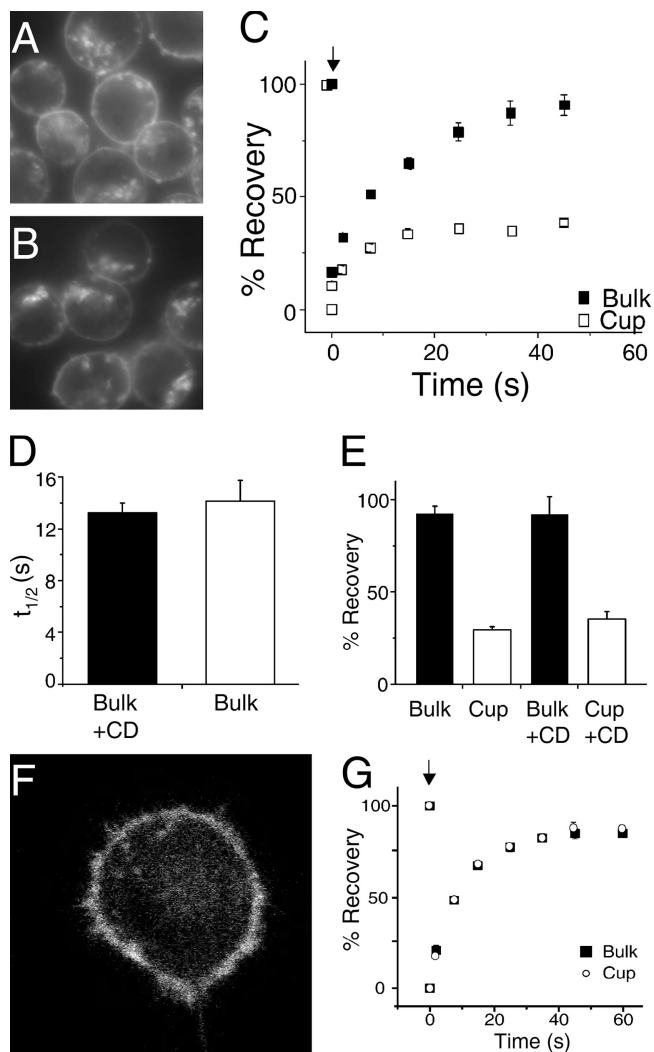 A
B
C
% Recovery
100
50
0
0
20
40
60
Time (s)
Bulk
Cup
D
t1/2 (s)
16
12
8
4
0
Bulk +CD
Bulk
E
% Recovery
100
50
0
Bulk
Cup
Bulk +CD
Cup +CD
F
G
% Recovery
100
50
0
0
20
40
60
Time (s)
Bulk
Cup